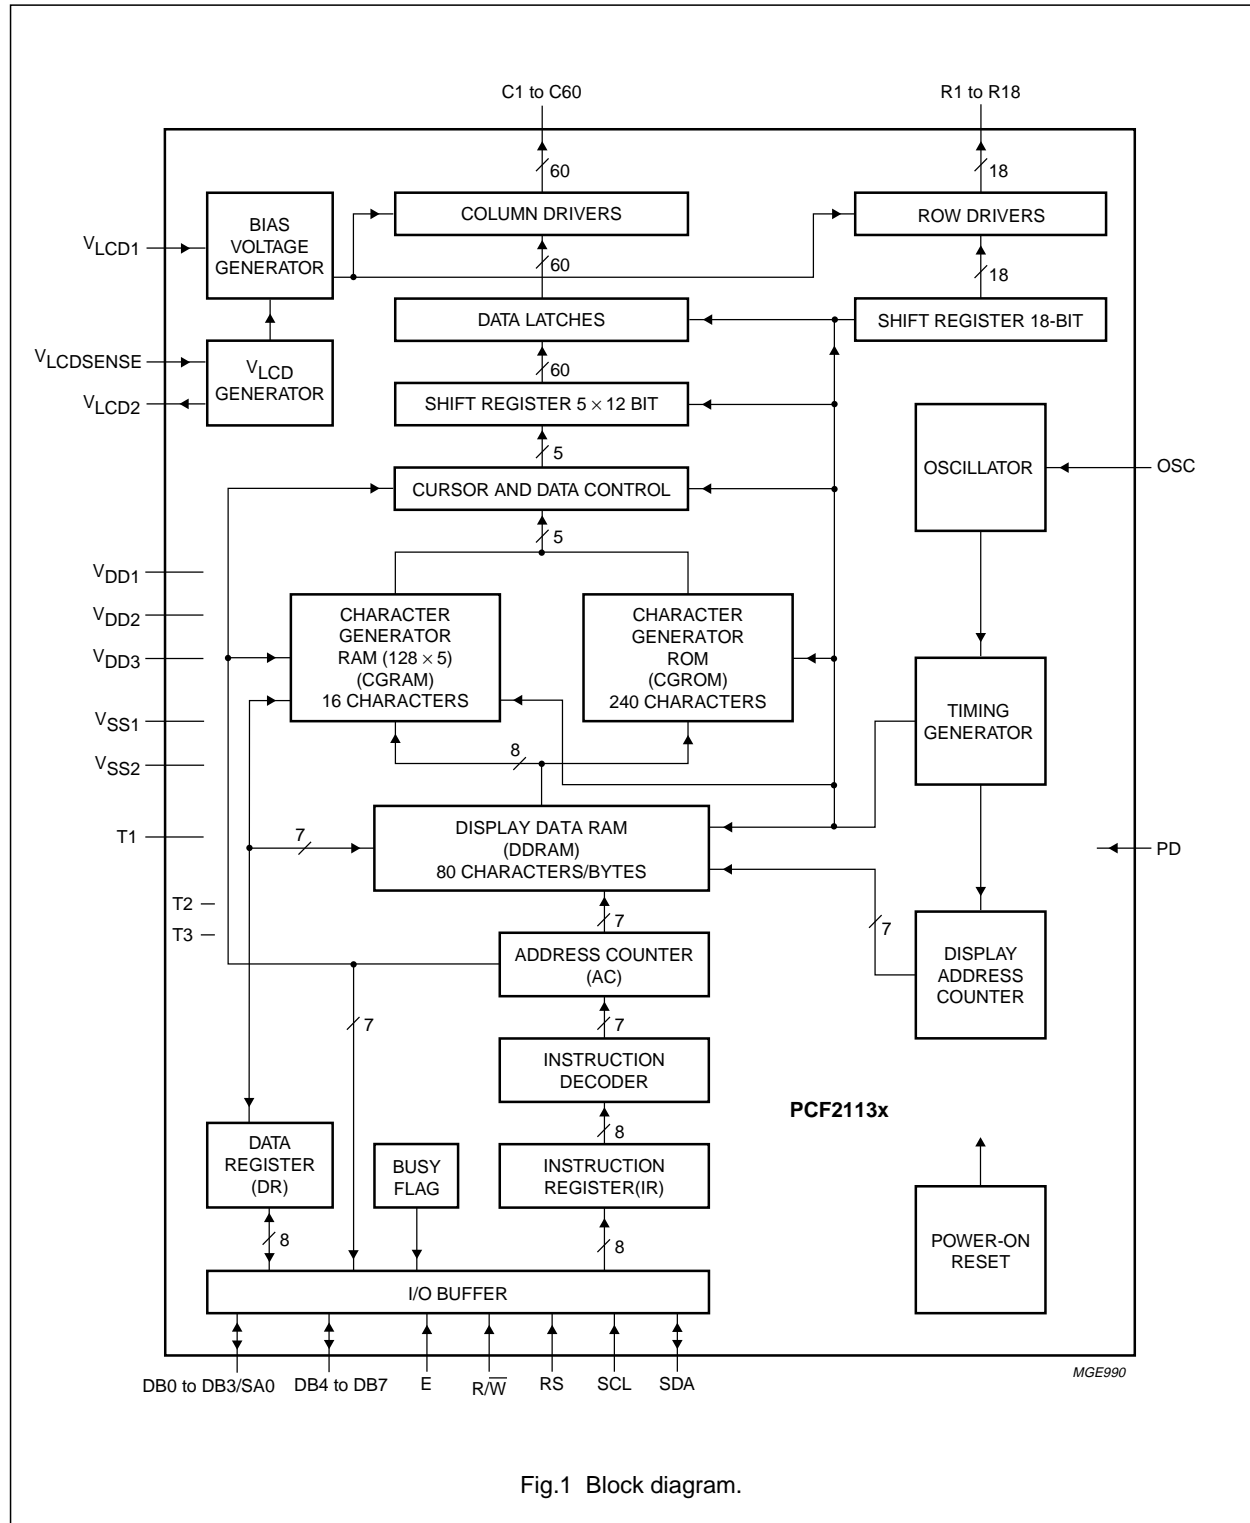 C1 to C60
R1 to R18
60
18
BIAS
VOLTAGE
GENERATOR
COLUMN DRIVERS
ROW DRIVERS
VLCD1
60
18
DATA LATCHES
SHIFT REGISTER 18-BIT
VLCDSENSE
VLCD
GENERATOR
60
VLCD2
SHIFT REGISTER 5 × 12 BIT
5
OSCILLATOR
OSC
CURSOR AND DATA CONTROL
5
VDD1
VDD2
VDD3
VSS1
VSS2
CHARACTER
GENERATOR
RAM (128 × 5)
(CGRAM)
16 CHARACTERS
CHARACTER
GENERATOR
ROM
(CGROM)
240 CHARACTERS
TIMING
GENERATOR
8
T1
7
DISPLAY DATA RAM
(DDRAM)
80 CHARACTERS/BYTES
PD
T2
T3
7
7
ADDRESS COUNTER
(AC)
DISPLAY
ADDRESS
COUNTER
7
7
INSTRUCTION
DECODER
PCF2113x
8
DATA
REGISTER
(DR)
BUSY
FLAG
INSTRUCTION
REGISTER(IR)
8
8
POWER-ON
RESET
I/O BUFFER
DB0 to DB3/SA0
DB4 to DB7
E
R/W̅
RS
SCL
SDA
MGE990
Fig.1 Block diagram.